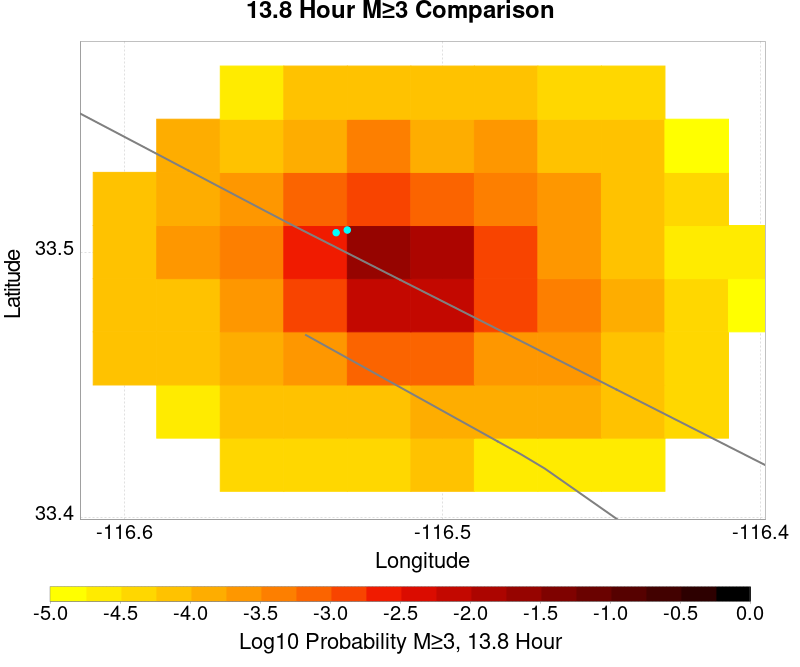 13.8 Hour M≥3 Comparison
Latitude
33.5
33.4
-116.6 -116.5 -116.4
Longitude
-5.0 -4.5 -4.0 -3.5 -3.0 -2.5 -2.0 -1.5 -1.0 -0.5 0.0
Log10 Probability M≥3, 13.8 Hour